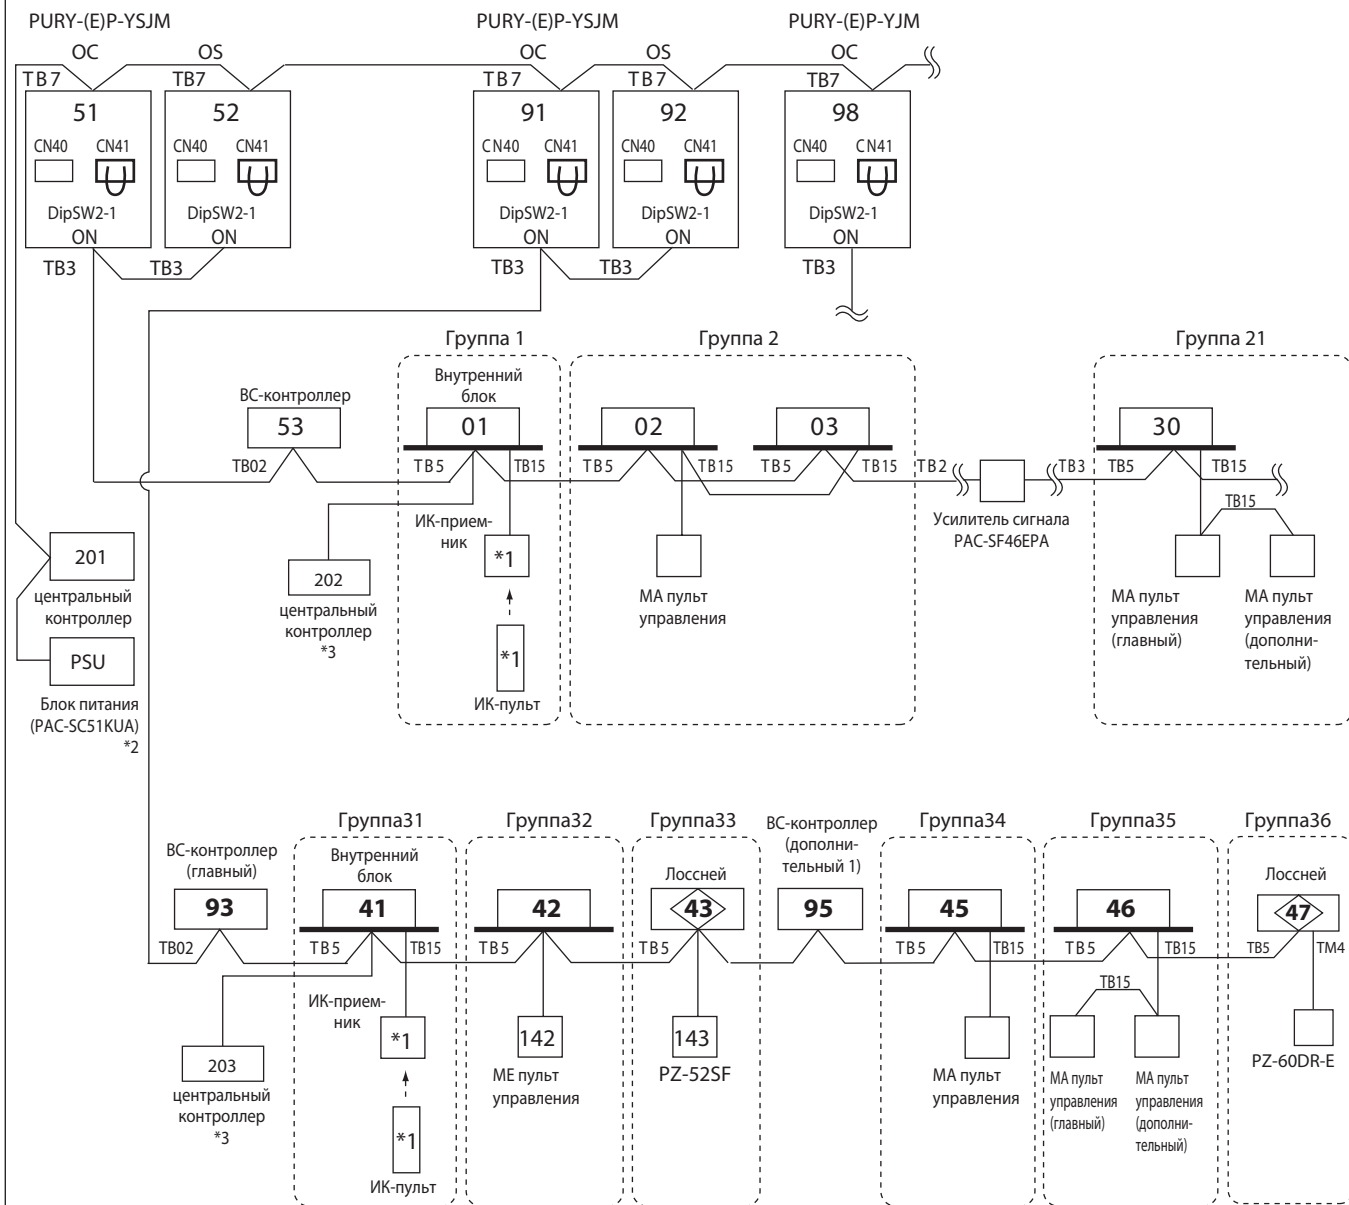 PURY-(E)P-YSJM PURY-(E)P-YSJM PURY-(E)P-YJM
OC OS OC OS OC
TB7 TB7 TB7 TB7 TB7
51 52 91 92 98
CN40 CN41 CN40 CN41 CN40 CN41 CN40 CN41 CN40 CN41
DipSW2-1 DipSW2-1 DipSW2-1 DipSW2-1 DipSW2-1
ON ON ON ON ON
TB3 TB3 TB3 TB3 TB3
Группа 1 Группа 2 Группа 21
Внутренний
блок
ВС-контроллер
53 01 02 03 30
TB02 TB5 TB15 TB5 TB15 TB5 TB15 TB2 TB3 TB5 TB15
Усилитель сигнала
PAC-SF46EPA
TB15
ИК-прием-
ник
*1
201
центральный
контроллер
202
центральный
контроллер
*3
МА пульт
управления
МА пульт
управления
(главный)
МА пульт
управления
(дополни-
тельный)
*1
ИК-пульт
PSU
Блок питания
(PAC-SC51KUA)
*2
Группа31 Группа32 Группа33 Группа34 Группа35 Группа36
ВС-контроллер
(главный)
Внутренний
блок
ВС-контроллер
(дополни-
тельный 1)
Лоссней
Лоссней
93 41 42 43 95 45 46 47
TB02 TB5 TB15 TB5 TB5 TB5 TB15 TB5 TB15 TB5 TM4
TB15
ИК-прием-
ник
*1
142
143
203
центральный
контроллер
*3
МЕ пульт
управления
PZ-52SF
МА пульт
управления
МА пульт
управления
(главный)
МА пульт
управления
(дополни-
тельный)
PZ-60DR-E
*1
ИК-пульт